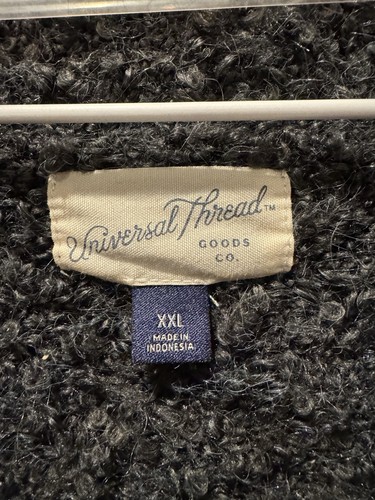 Universal Thread™
GOODS
CO.
XXL
MADE IN
INDONESIA